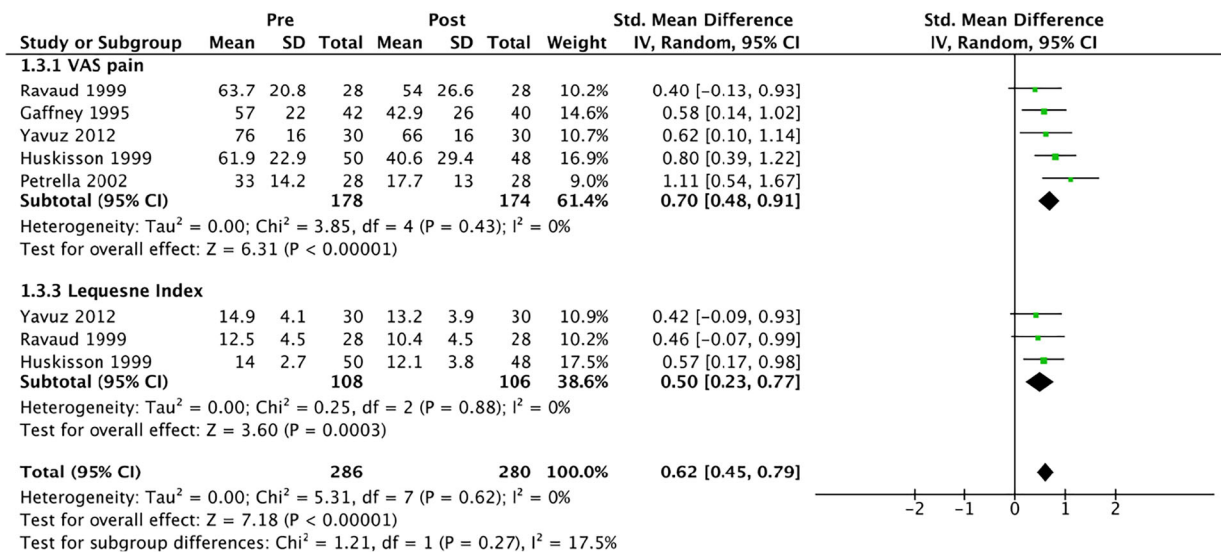 Pre Post Std. Mean Difference Std. Mean Difference
Study or Subgroup Mean SD Total Mean SD Total Weight IV, Random, 95% CI IV, Random, 95% CI
1.3.1 VAS pain
Ravaud 1999 63.7 20.8 28 54 26.6 28 10.2% 0.40 [-0.13, 0.93]
Gaffney 1995 57 22 42 42.9 26 40 14.6% 0.58 [0.14, 1.02]
Yavuz 2012 76 16 30 66 16 30 10.7% 0.62 [0.10, 1.14]
Huskisson 1999 61.9 22.9 50 40.6 29.4 48 16.9% 0.80 [0.39, 1.22]
Petrella 2002 33 14.2 28 17.7 13 28 9.0% 1.11 [0.54, 1.67]
Subtotal (95% CI) 178 174 61.4% 0.70 [0.48, 0.91]
Heterogeneity: Tau² = 0.00; Chi² = 3.85, df = 4 (P = 0.43); I² = 0%
Test for overall effect: Z = 6.31 (P < 0.00001)
1.3.3 Lequesne Index
Yavuz 2012 14.9 4.1 30 13.2 3.9 30 10.9% 0.42 [-0.09, 0.93]
Ravaud 1999 12.5 4.5 28 10.4 4.5 28 10.2% 0.46 [-0.07, 0.99]
Huskisson 1999 14 2.7 50 12.1 3.8 48 17.5% 0.57 [0.17, 0.98]
Subtotal (95% CI) 108 106 38.6% 0.50 [0.23, 0.77]
Heterogeneity: Tau² = 0.00; Chi² = 0.25, df = 2 (P = 0.88); I² = 0%
Test for overall effect: Z = 3.60 (P = 0.0003)
Total (95% CI) 286 280 100.0% 0.62 [0.45, 0.79]
Heterogeneity: Tau² = 0.00; Chi² = 5.31, df = 7 (P = 0.62); I² = 0%
-2 -1 0 1 2
Test for overall effect: Z = 7.18 (P < 0.00001)
Test for subgroup differences: Chi² = 1.21, df = 1 (P = 0.27), I² = 17.5%